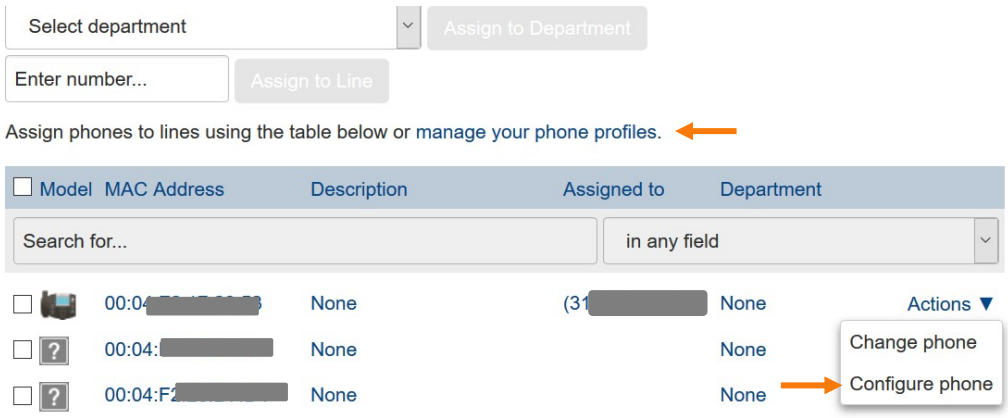 Select department Assign to Department
Enter number... Assign to Line
Assign phones to lines using the table below or manage your phone profiles.
Model MAC Address Description Assigned to Department
Search for... in any field
00:04: None (31 None Actions ▼
00:04: None None Change phone
00:04:F2 None None Configure phone